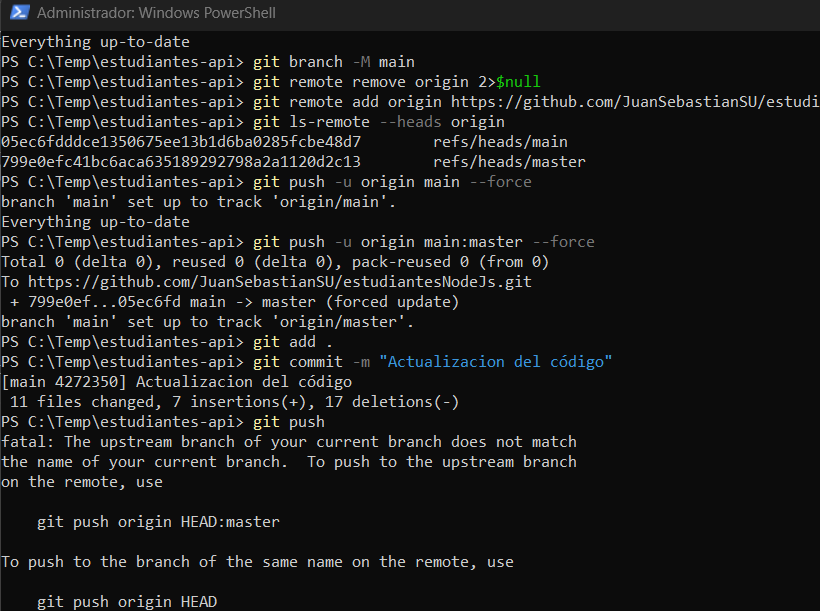 Administrador: Windows PowerShell
Everything up-to-date
PS C:\Temp\estudiantes-api> git branch -M main
PS C:\Temp\estudiantes-api> git remote remove origin 2>$null
PS C:\Temp\estudiantes-api> git remote add origin https://github.com/JuanSebastianSU/estudi
PS C:\Temp\estudiantes-api> git ls-remote --heads origin
05ec6fdddce1350675ee13b1d6ba0285fcbe48d7        refs/heads/main
799e0efc41bc6aca635189292798a2a1120d2c13        refs/heads/master
PS C:\Temp\estudiantes-api> git push -u origin main --force
branch 'main' set up to track 'origin/main'.
Everything up-to-date
PS C:\Temp\estudiantes-api> git push -u origin main:master --force
Total 0 (delta 0), reused 0 (delta 0), pack-reused 0 (from 0)
To https://github.com/JuanSebastianSU/estudiantesNodeJs.git
 + 799e0ef...05ec6fd main -> master (forced update)
branch 'main' set up to track 'origin/master'.
PS C:\Temp\estudiantes-api> git add .
PS C:\Temp\estudiantes-api> git commit -m "Actualizacion del código"
[main 4272350] Actualizacion del código
 11 files changed, 7 insertions(+), 17 deletions(-)
PS C:\Temp\estudiantes-api> git push
fatal: The upstream branch of your current branch does not match
the name of your current branch.  To push to the upstream branch
on the remote, use
    git push origin HEAD:master
To push to the branch of the same name on the remote, use
    git push origin HEAD